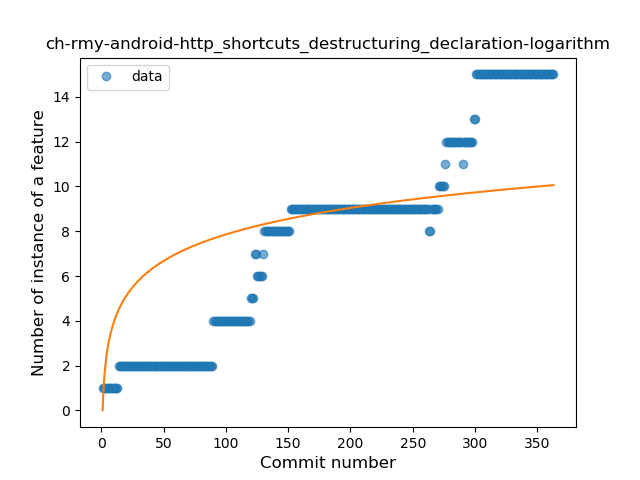 ch-rmy-android-http_shortcuts_destructuring_declaration-logarithm
data
Number of instance of a feature
14
12
10
8
6
4
2
0
0 50 100 150 200 250 300 350
Commit number